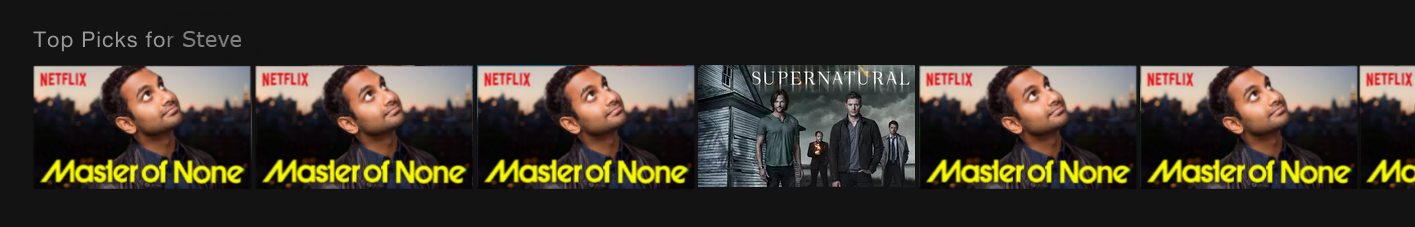 Top Picks for Steve
NETFLIX
Master of None
NETFLIX
Master of None
NETFLIX
Master of None
SUPERNATURAL
NETFLIX
Master of None
NETFLIX
Master of None
NETFLIX
Ma